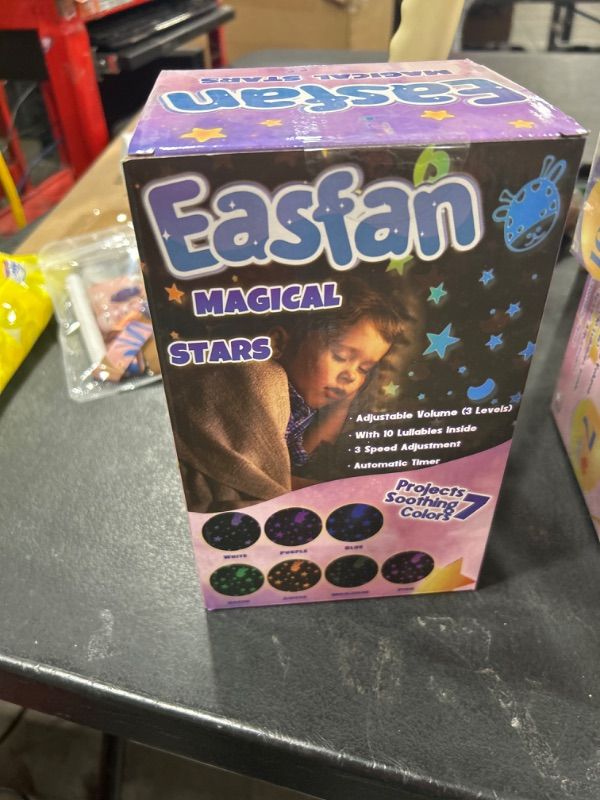 Easfan
MAGICAL STARS
Easfan
MAGICAL
STARS
· Adjustable Volume (3 Levels)
· With 10 Lullabies Inside
· 3 Speed Adjustment
· Automatic Timer
Projects 7
Soothing
Colors
WHITE PURPLE BLUE